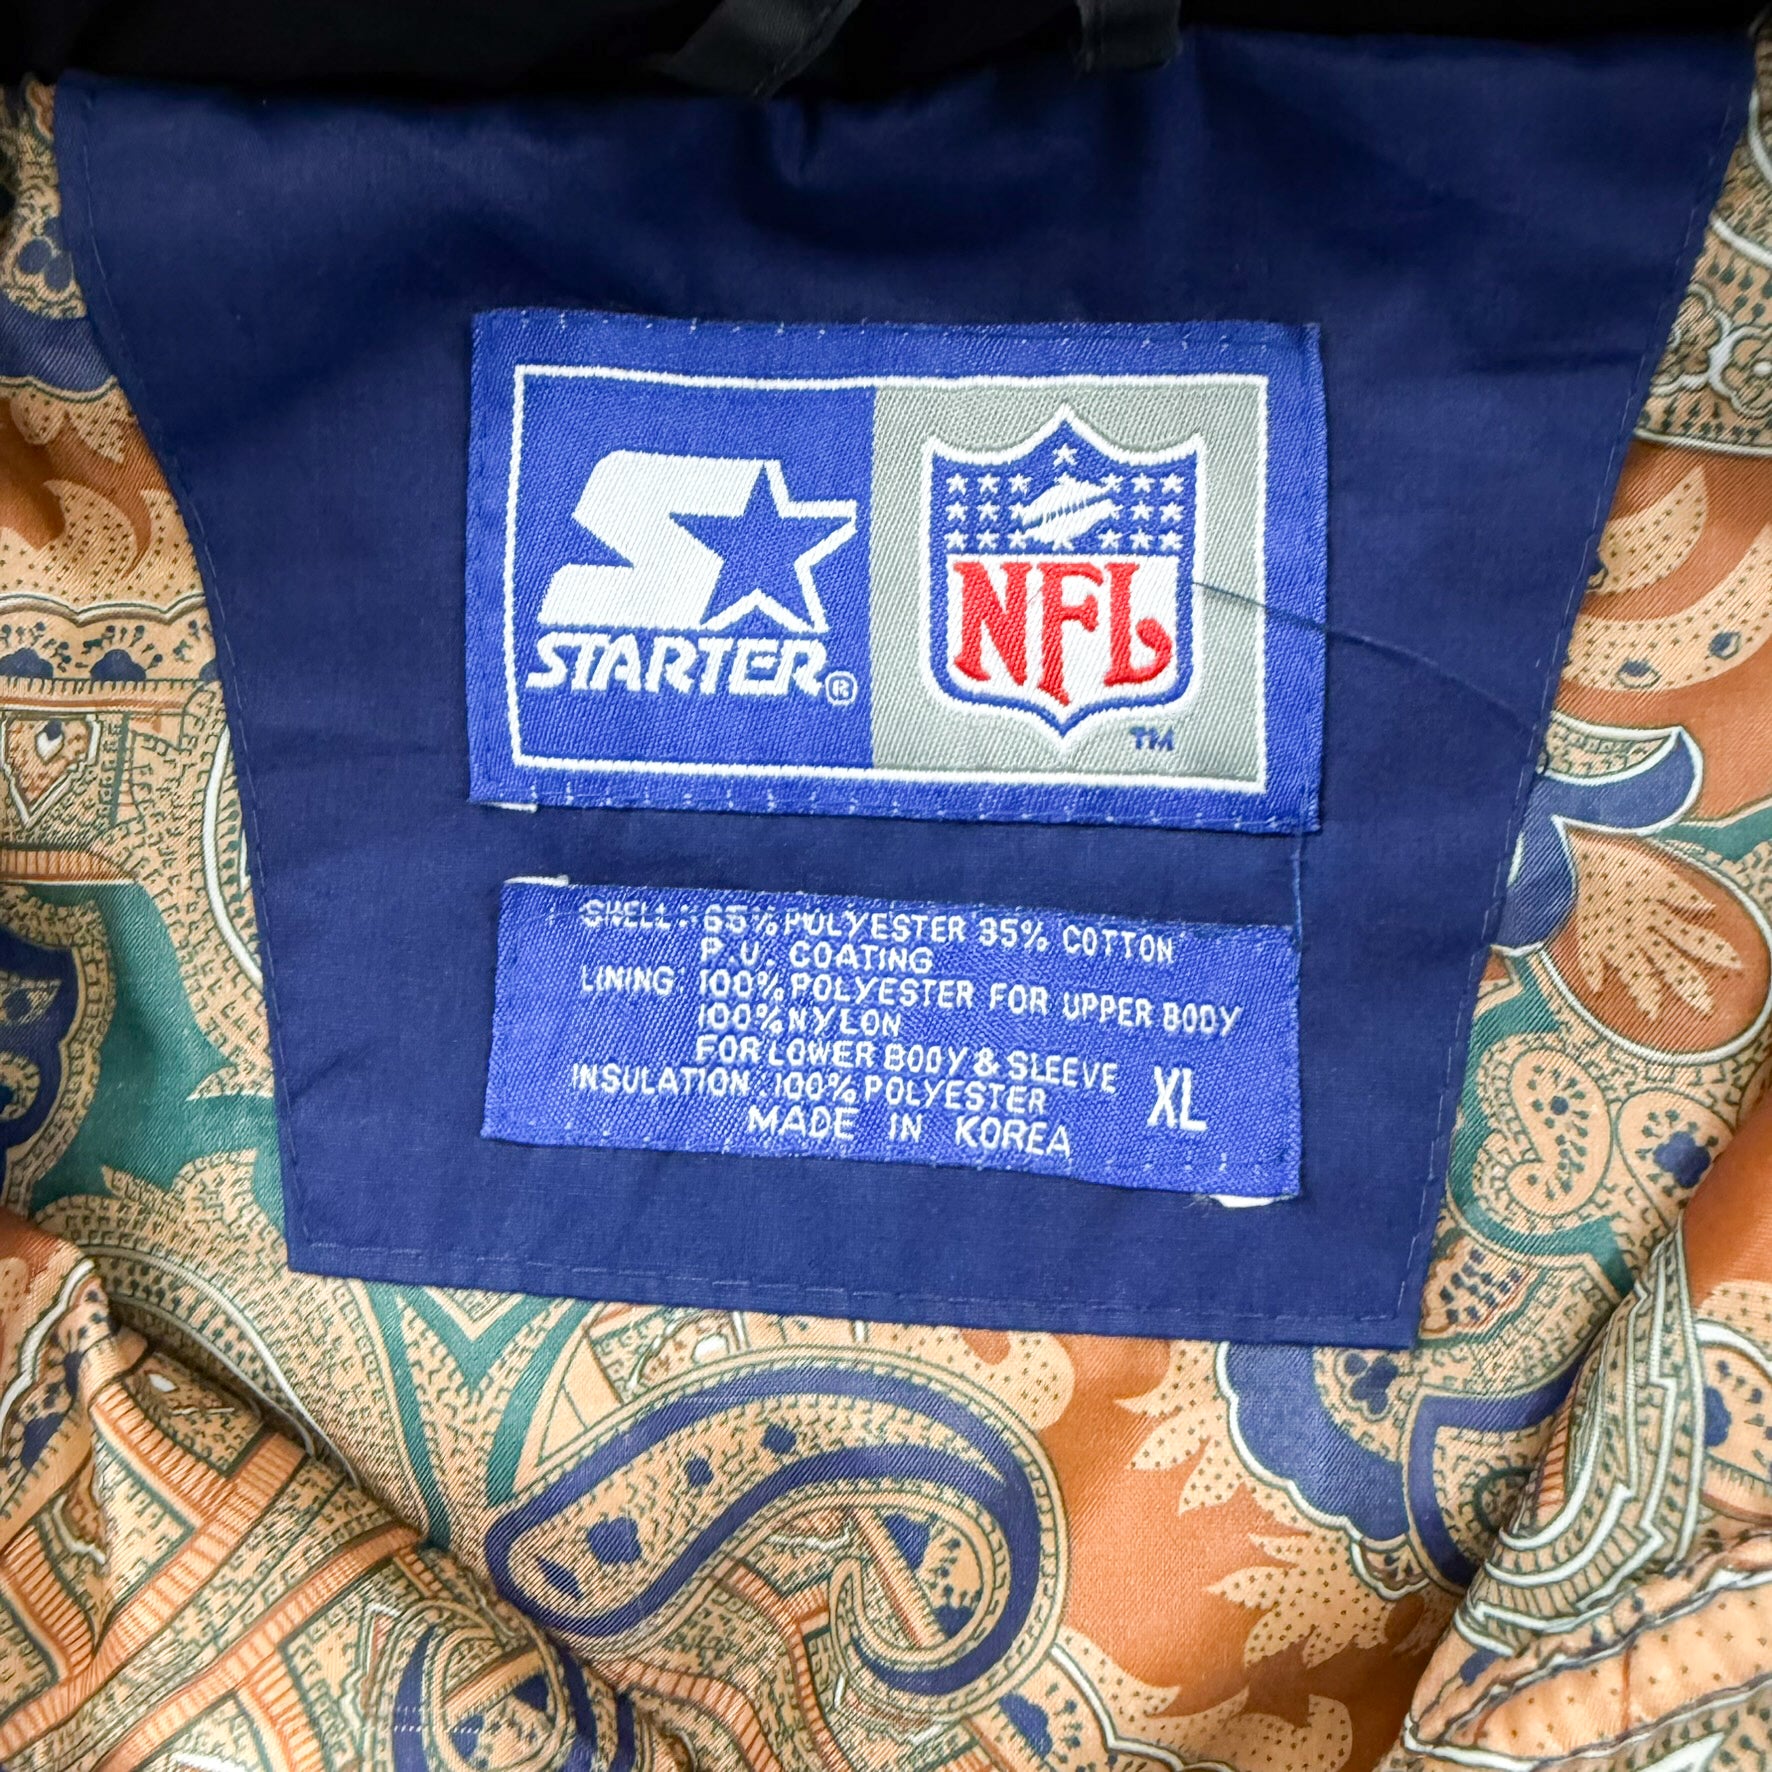 STARTER®
NFL
TM
SHELL: 65% POLYESTER 35% COTTON
P.U. COATING
LINING: 100% POLYESTER FOR UPPER BODY
100% NYLON
FOR LOWER BODY & SLEEVE
INSULATION: 100% POLYESTER
MADE IN KOREA
XL